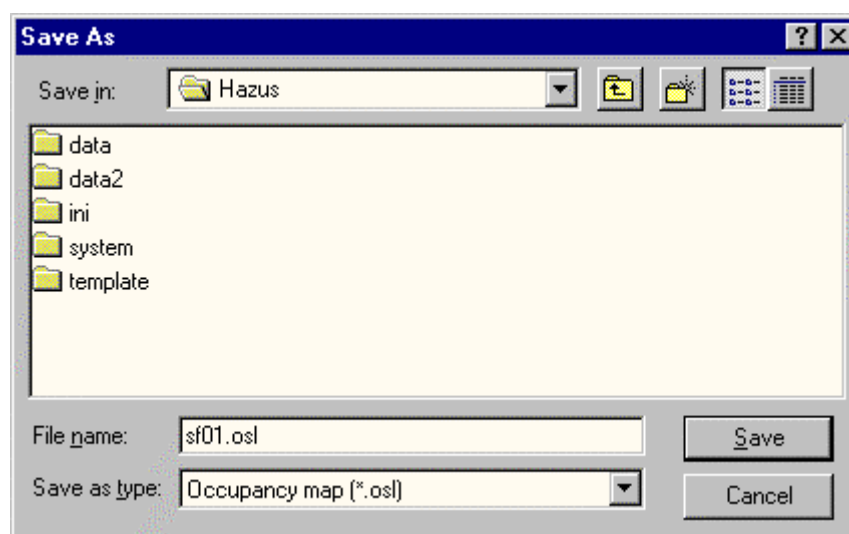 Save As
Save in: Hazus
data
data2
ini
system
template
File name: sf01.osl Save
Save as type: Occupancy map (*.osl) Cancel